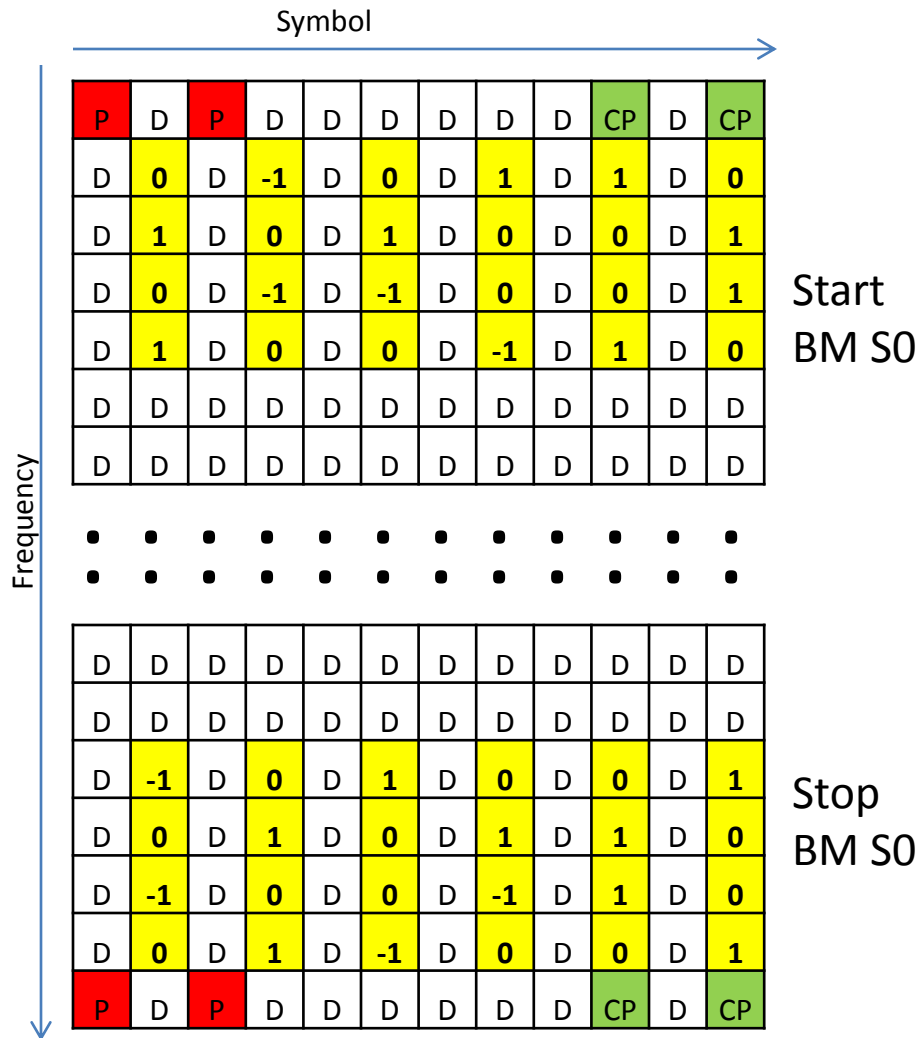 Symbol
P D P D D D D D D CP D CP
D 0 D -1 D 0 D 1 D 1 D 0
D 1 D 0 D 1 D 0 D 0 D 1
D 0 D -1 D -1 D 0 D 0 D 1
D 1 D 0 D 0 D -1 D 1 D 0
D D D D D D D D D D D D
D D D D D D D D D D D D
Start
BM S0
Frequency
D D D D D D D D D D D D
D D D D D D D D D D D D
D -1 D 0 D 1 D 0 D 0 D 1
D 0 D 1 D 0 D 1 D 1 D 0
D -1 D 0 D 0 D -1 D 1 D 0
D 0 D 1 D -1 D 0 D 0 D 1
P D P D D D D D D CP D CP
Stop
BM S0